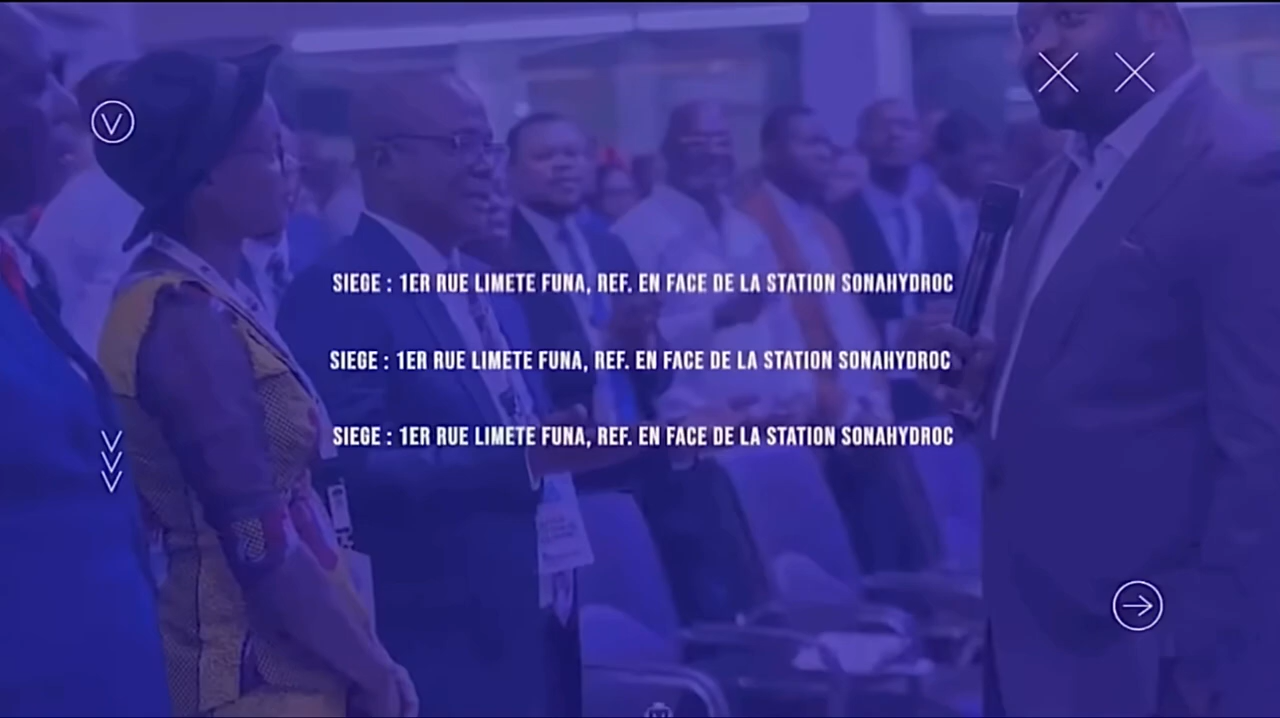 SIEGE : 1ER RUE LIMETE FUNA, REF. EN FACE DE LA STATION SONAHYDROC
SIEGE : 1ER RUE LIMETE FUNA, REF. EN FACE DE LA STATION SONAHYDROC
SIEGE : 1ER RUE LIMETE FUNA, REF. EN FACE DE LA STATION SONAHYDROC